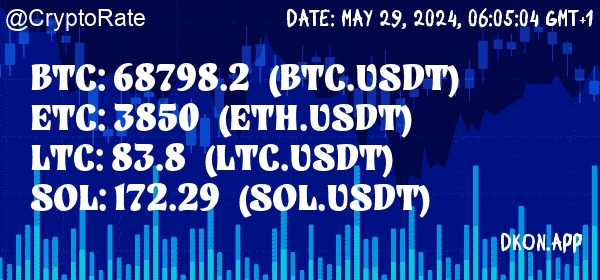 @CryptoRate
DATE: MAY 29, 2024, 06:05:04 GMT+1
BTC: 68798.2 (BTC.USDT)
ETC: 3850 (ETH.USDT)
LTC: 83.8 (LTC.USDT)
SOL: 172.29 (SOL.USDT)
DKON.APP